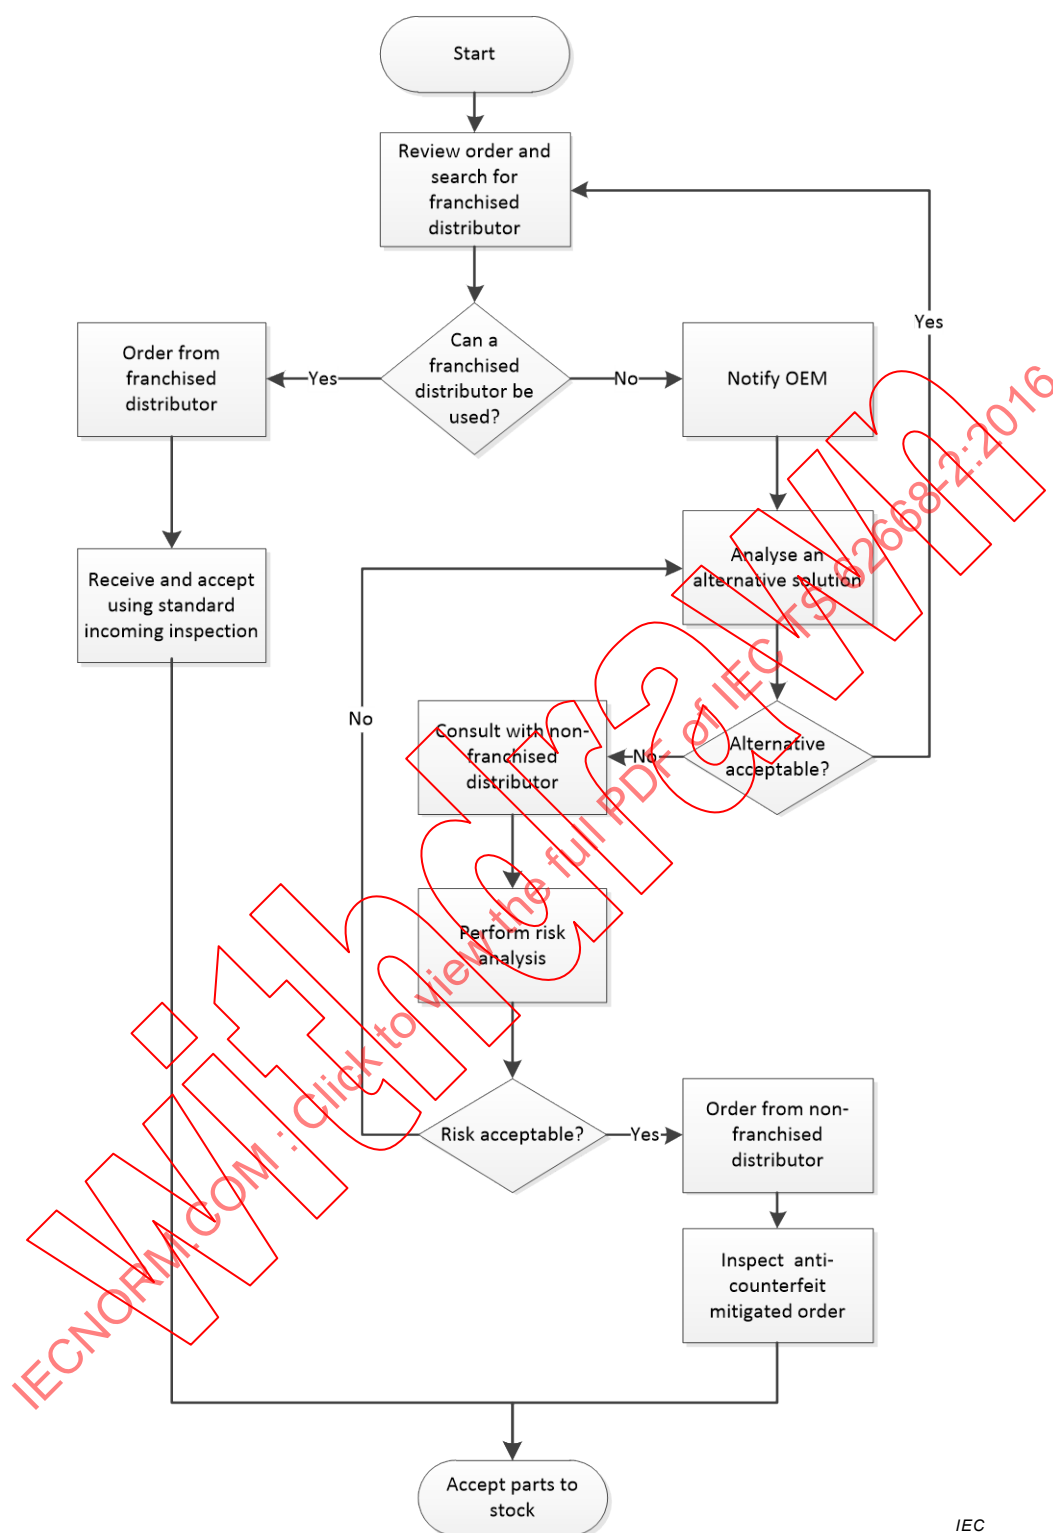 Start
Review order and
search for
franchised
distributor
Can a
franchised
distributor be
used?
Yes
No
Order from
franchised
distributor
Notify OEM
Yes
Receive and accept
using standard
incoming inspection
Analyse an
alternative solution
No
Consult with non-
franchised
distributor
No
Alternative
acceptable?
Perform risk
analysis
Risk acceptable?
Yes
Order from non-
franchised
distributor
Inspect anti-
counterfeit
mitigated order
Accept parts to
stock
IEC
Withdrawn
IECNORM.COM : Click to view the full PDF of IEC TS 62668-2:2016